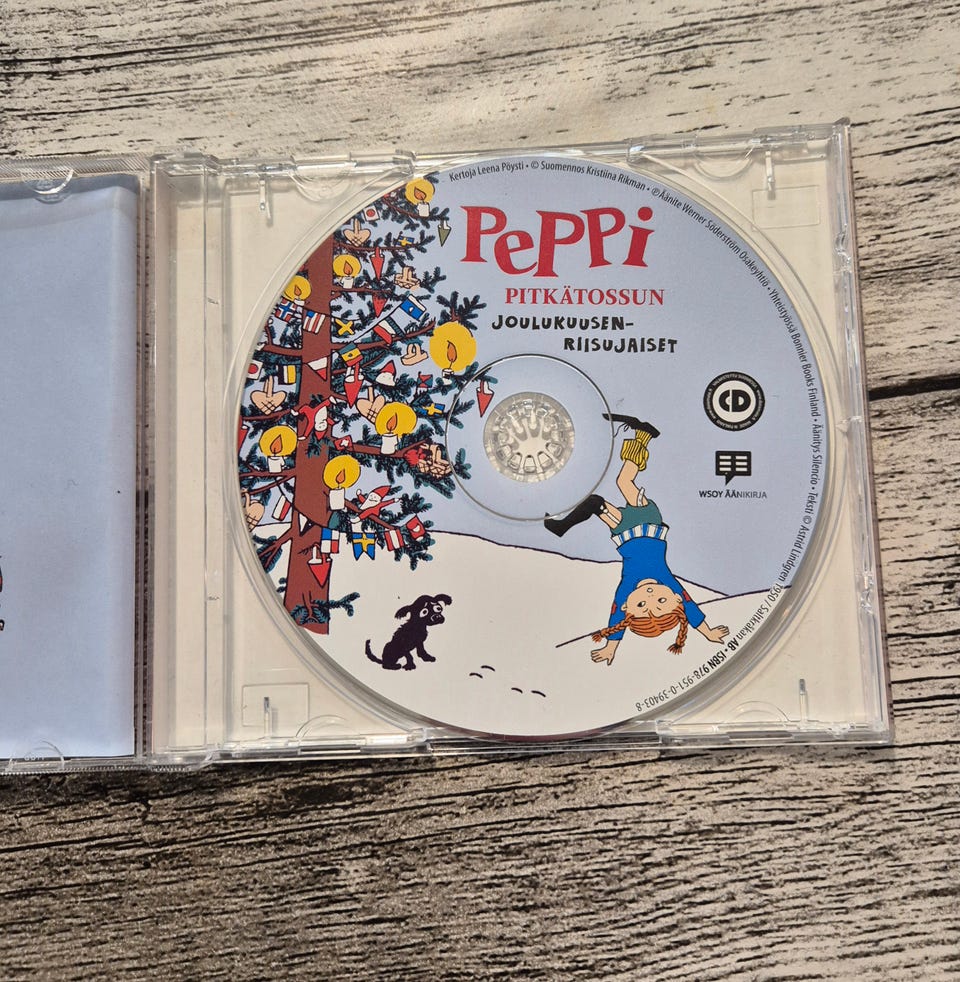 Kertoja Leena Pöysti • © Suomennos Kristiina Rikman • ℗ Äänite Werner Söderström Osakeyhtiö • Yhteistyössä Bonnier Books Finland • Äänitys Silencio • Teksti © Astrid Lindgren 1950 / Saltkråkan AB • ISBN 978-951-0-39403-8
PePPi
PITKÄTOSSUN
JOULUKUUSEN-
RIISUJAISET
CD
WSOY ÄÄNIKIRJA